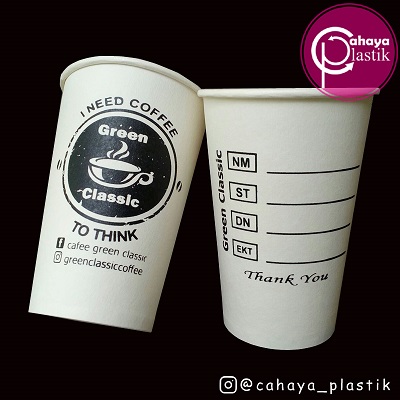 Cahaya
Plastik
I NEED COFFEE
Green
Classic
TO THINK
f cafee green classic
greenclassiccoffee
Green Classic
NM
ST
DN
EKT
Thank You
@cahaya_plastik